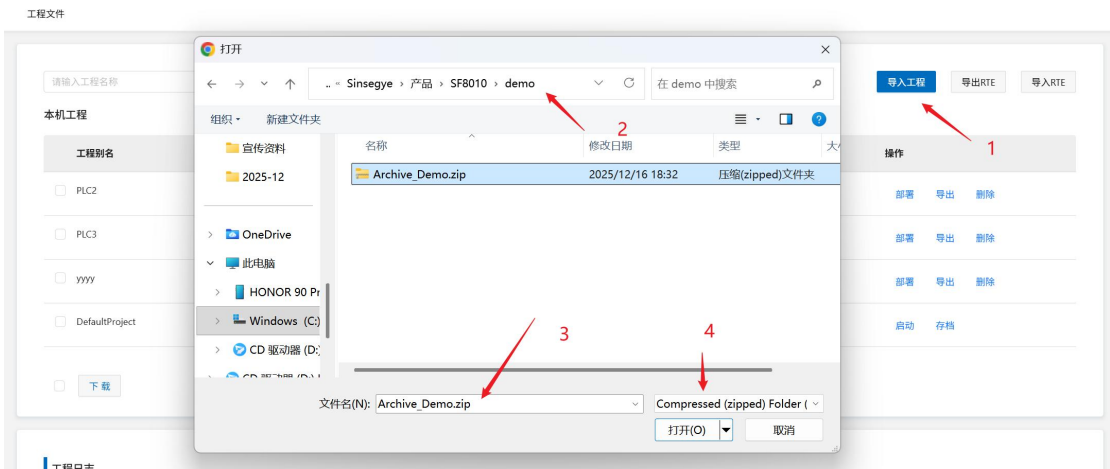 工程文件
打开
.. « Sinsegye › 产品 › SF8010 › demo
在 demo 中搜索
请输入工程名称
导入工程
导出RTE
导入RTE
组织
新建文件夹
本机工程
2
1
宣传资料
名称
修改日期
类型
工程别名
操作
2025-12
Archive_Demo.zip
2025/12/16 18:32
压缩(zipped)文件夹
PLC2
部署 导出 删除
OneDrive
PLC3
部署 导出 删除
此电脑
yyyy
部署 导出 删除
HONOR 90 Pr
Windows (C:)
DefaultProject
启动 存档
3
4
CD 驱动器 (D:)
下载
文件名(N): Archive_Demo.zip
Compressed (zipped) Folder (
打开(O)
取消
工程日志